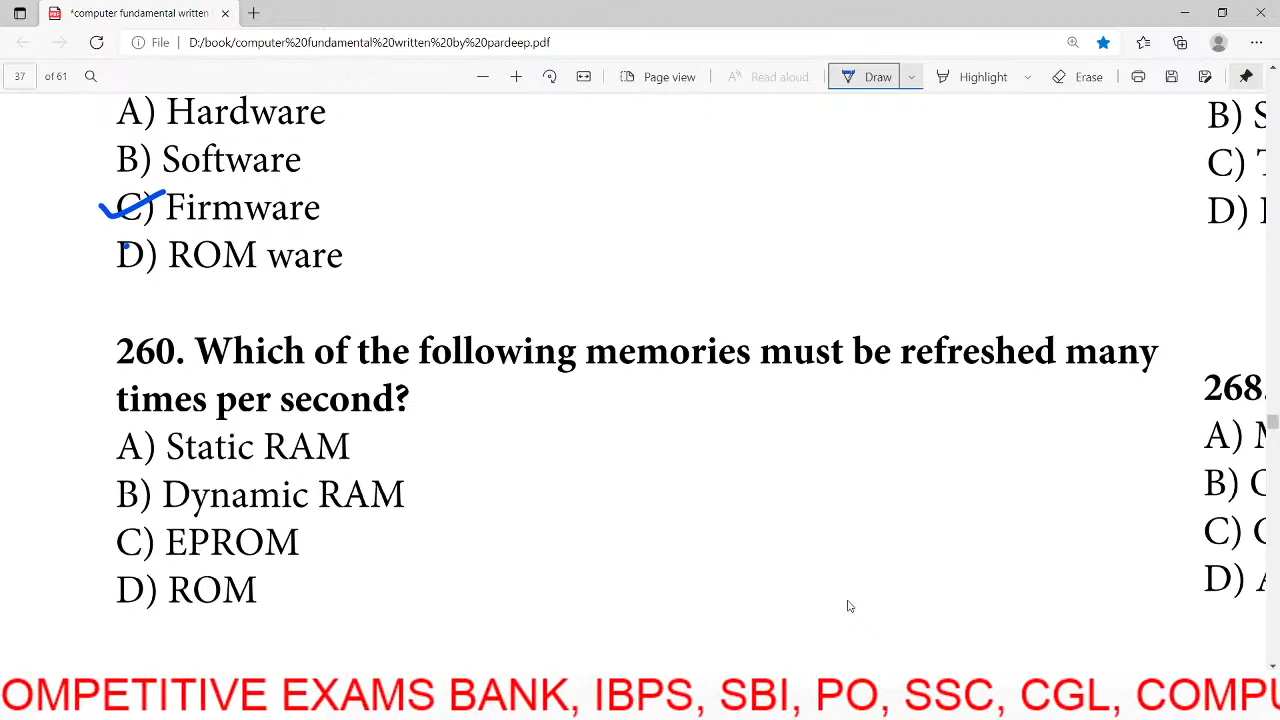 *computer fundamental written
File D:/book/computer%20fundamental%20written%20by%20pardeen.pdf
37 of 61 Page view Read aloud Draw Highlight Erase
A) Hardware
B) Software
C) Firmware
D) ROM ware
260. Which of the following memories must be refreshed many
times per second?
A) Static RAM
B) Dynamic RAM
C) EPROM
D) ROM
B) S
C)
D)
268.
A)
B)
C)
D)
OMPETITIVE EXAMS BANK, IBPS, SBI, PO, SSC, CGL, COMPU